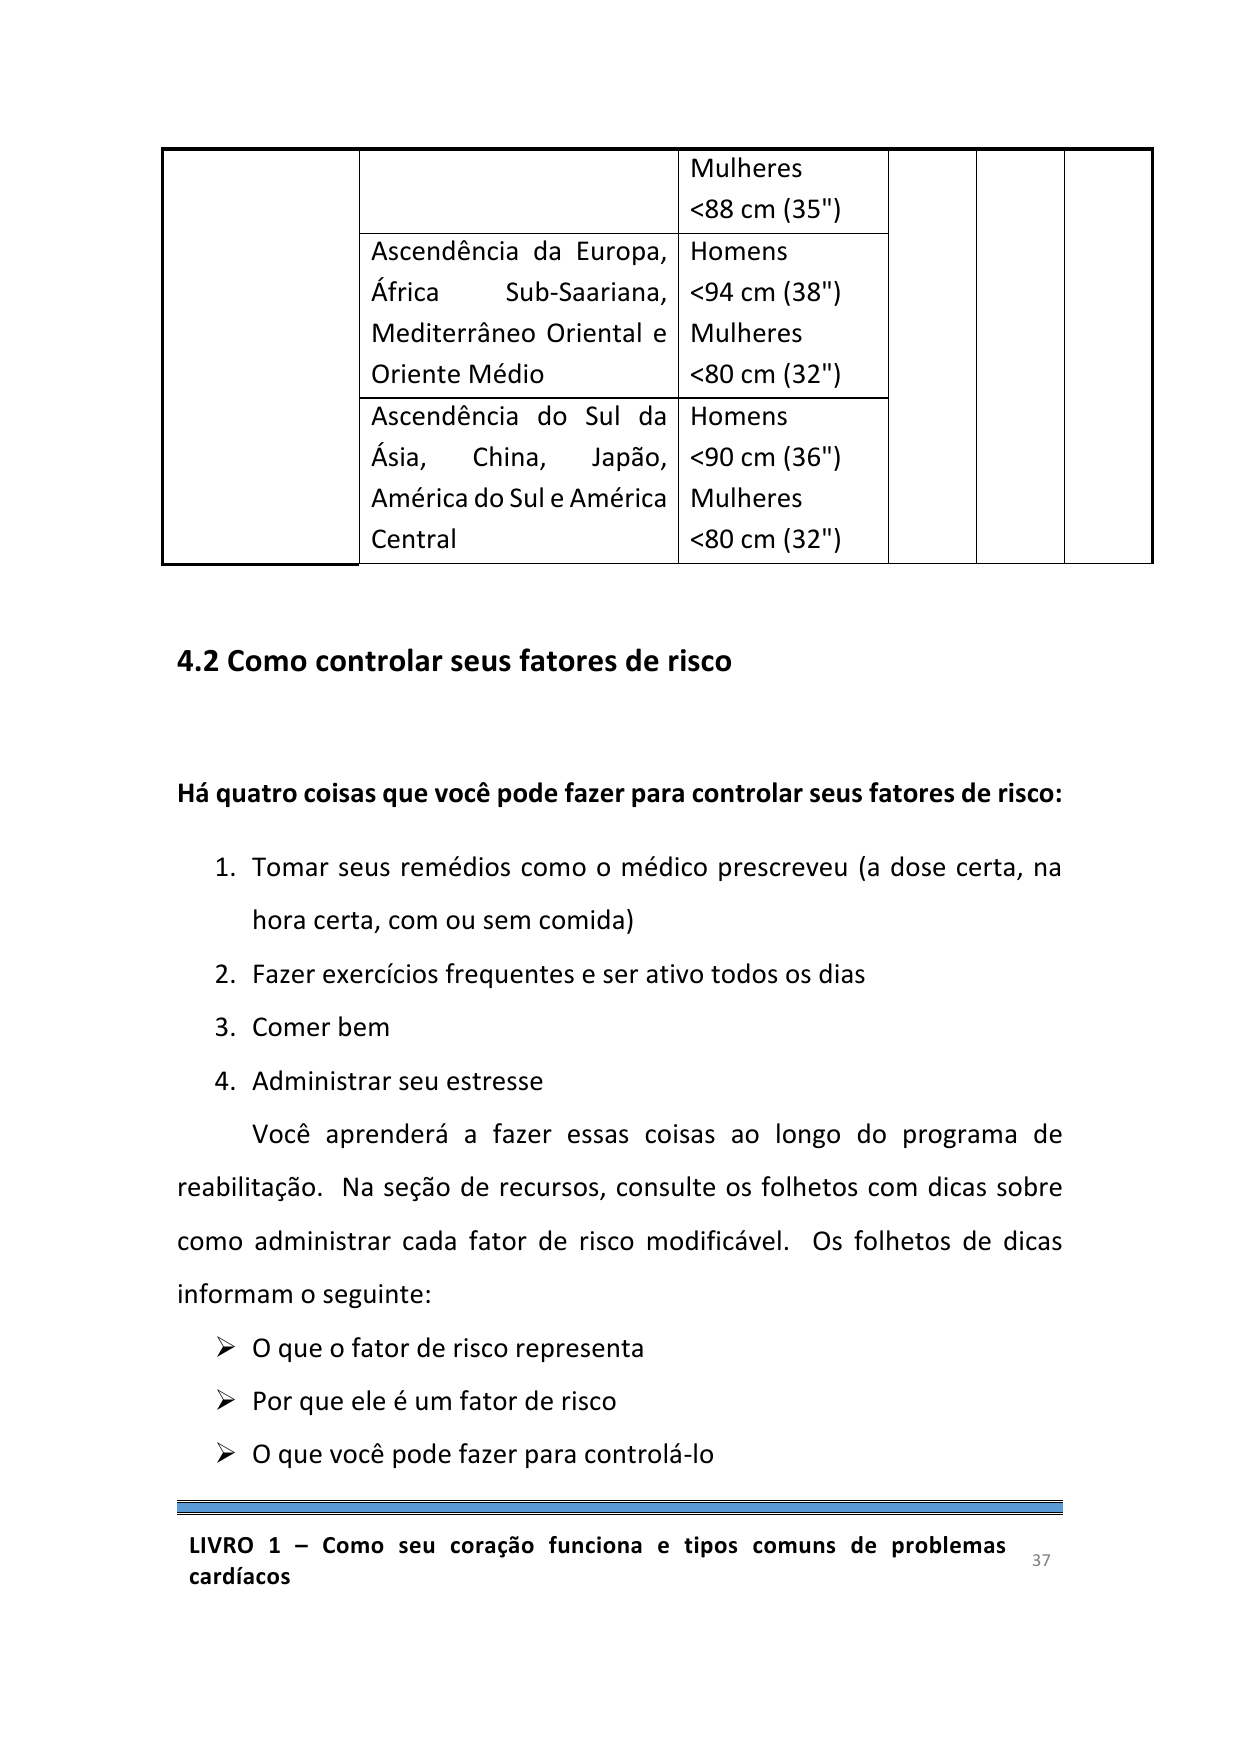 Mulheres
<88 cm (35")
Ascendência da Europa,
África Sub-Saariana,
Mediterrâneo Oriental e
Oriente Médio
Homens
<94 cm (38")
Mulheres
<80 cm (32")
Ascendência do Sul da
Ásia, China, Japão,
América do Sul e América
Central
Homens
<90 cm (36")
Mulheres
<80 cm (32")
4.2 Como controlar seus fatores de risco
Há quatro coisas que você pode fazer para controlar seus fatores de risco:
1. Tomar seus remédios como o médico prescreveu (a dose certa, na
hora certa, com ou sem comida)
2. Fazer exercícios frequentes e ser ativo todos os dias
3. Comer bem
4. Administrar seu estresse
Você aprenderá a fazer essas coisas ao longo do programa de
reabilitação. Na seção de recursos, consulte os folhetos com dicas sobre
como administrar cada fator de risco modificável. Os folhetos de dicas
informam o seguinte:
➢ O que o fator de risco representa
➢ Por que ele é um fator de risco
➢ O que você pode fazer para controlá-lo
LIVRO 1 – Como seu coração funciona e tipos comuns de problemas
cardíacos
37